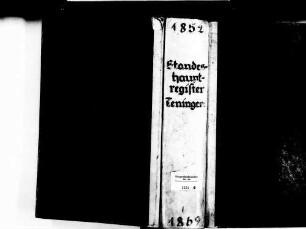 1852
Standes-
haupt-
register
Teningen
1869